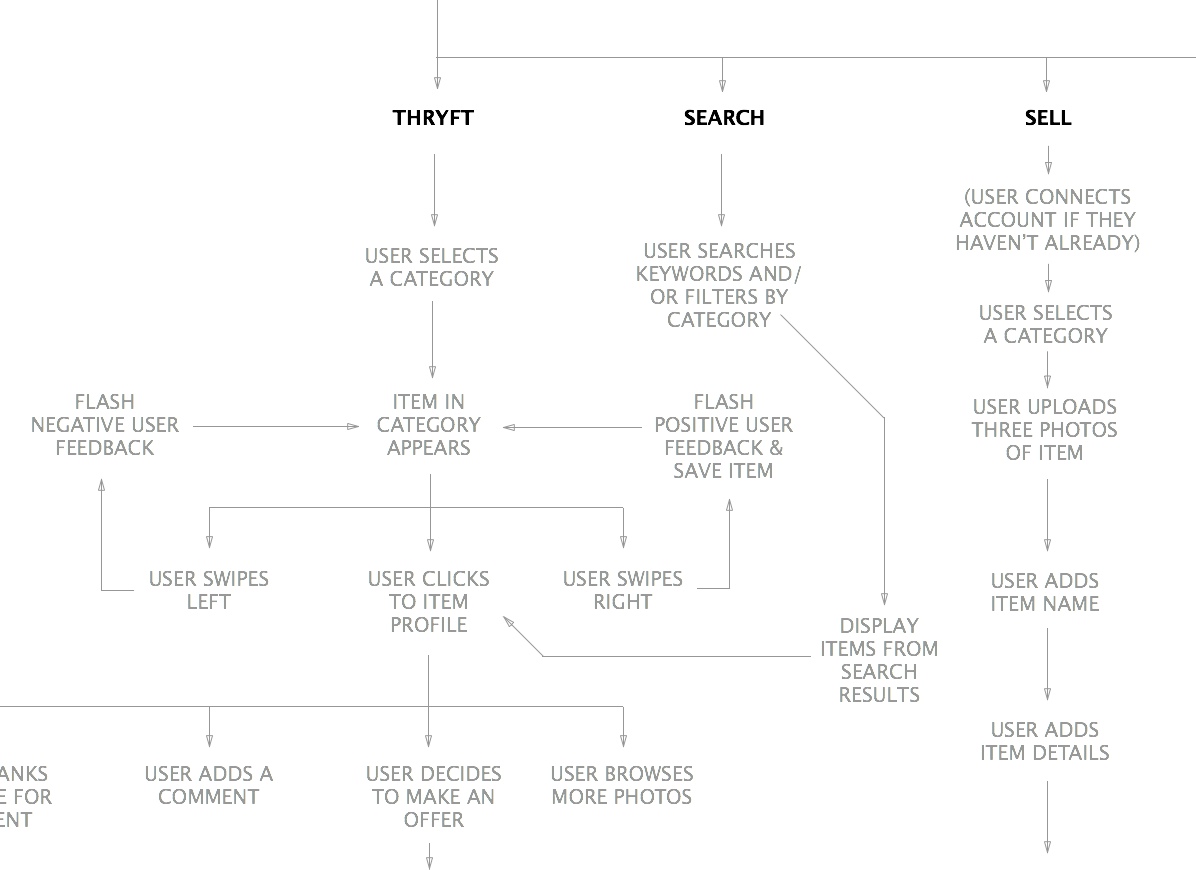 THRYFT
SEARCH
SELL
(USER CONNECTS
ACCOUNT IF THEY
HAVEN'T ALREADY)
USER SELECTS
A CATEGORY
USER SEARCHES
KEYWORDS AND/
OR FILTERS BY
CATEGORY
USER SELECTS
A CATEGORY
FLASH
NEGATIVE USER
FEEDBACK
ITEM IN
CATEGORY
APPEARS
FLASH
POSITIVE USER
FEEDBACK &
SAVE ITEM
USER UPLOADS
THREE PHOTOS
OF ITEM
USER SWIPES
LEFT
USER CLICKS
TO ITEM
PROFILE
USER SWIPES
RIGHT
USER ADDS
ITEM NAME
DISPLAY
ITEMS FROM
SEARCH
RESULTS
USER ADDS
ITEM DETAILS
USER ADDS A
COMMENT
USER DECIDES
TO MAKE AN
OFFER
USER BROWSES
MORE PHOTOS
FOR